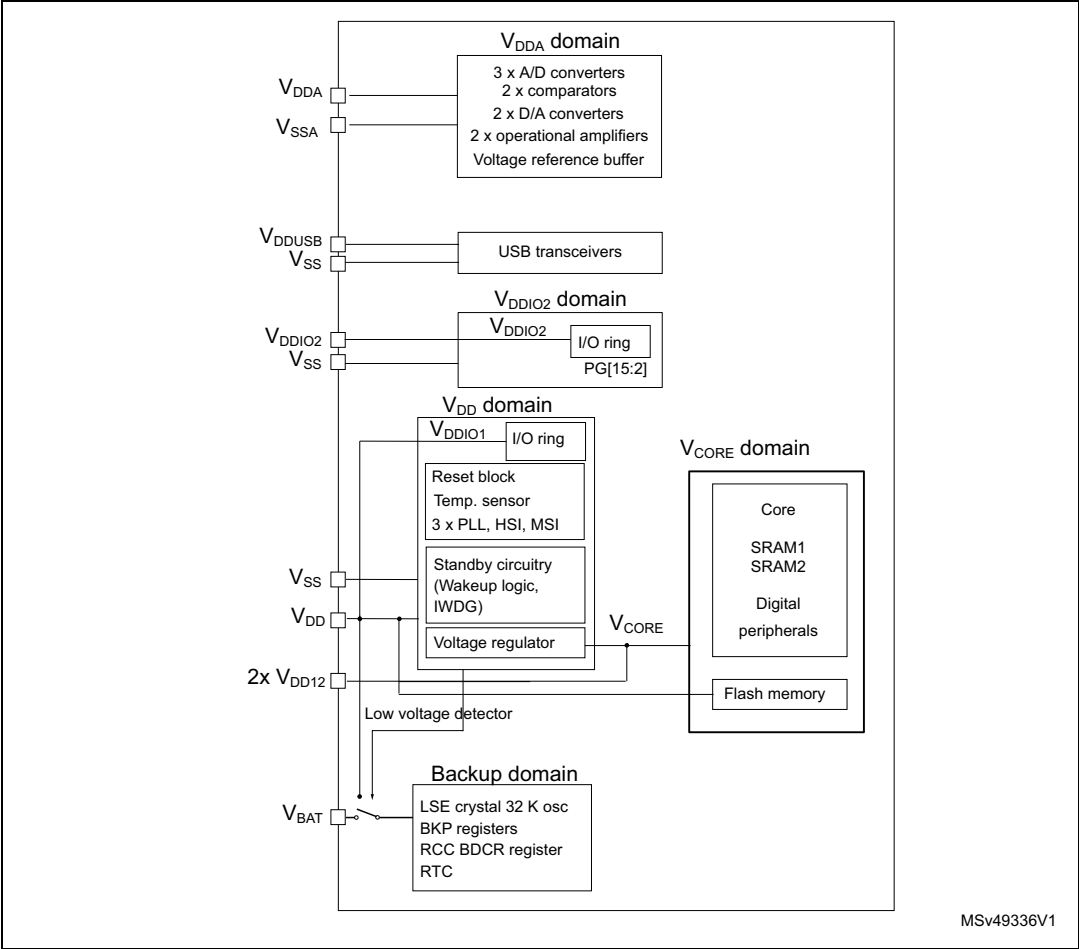 VDDA domain
3 x A/D converters
2 x comparators
2 x D/A converters
2 x operational amplifiers
Voltage reference buffer
VDDA
VSSA
VDDUSB
VSS
USB transceivers
VDDIO2 domain
VDDIO2
VDDIO2
I/O ring
VSS
PG[15:2]
VDD domain
VDDIO1
I/O ring
Reset block
Temp. sensor
3 x PLL, HSI, MSI
Standby circuitry
(Wakeup logic,
IWDG)
Voltage regulator
VSS
VDD
2x VDD12
VCORE
VCORE domain
Core
SRAM1
SRAM2
Digital
peripherals
Flash memory
Low voltage detector
Backup domain
VBAT
LSE crystal 32 K osc
BKP registers
RCC BDCR register
RTC
MSv49336V1